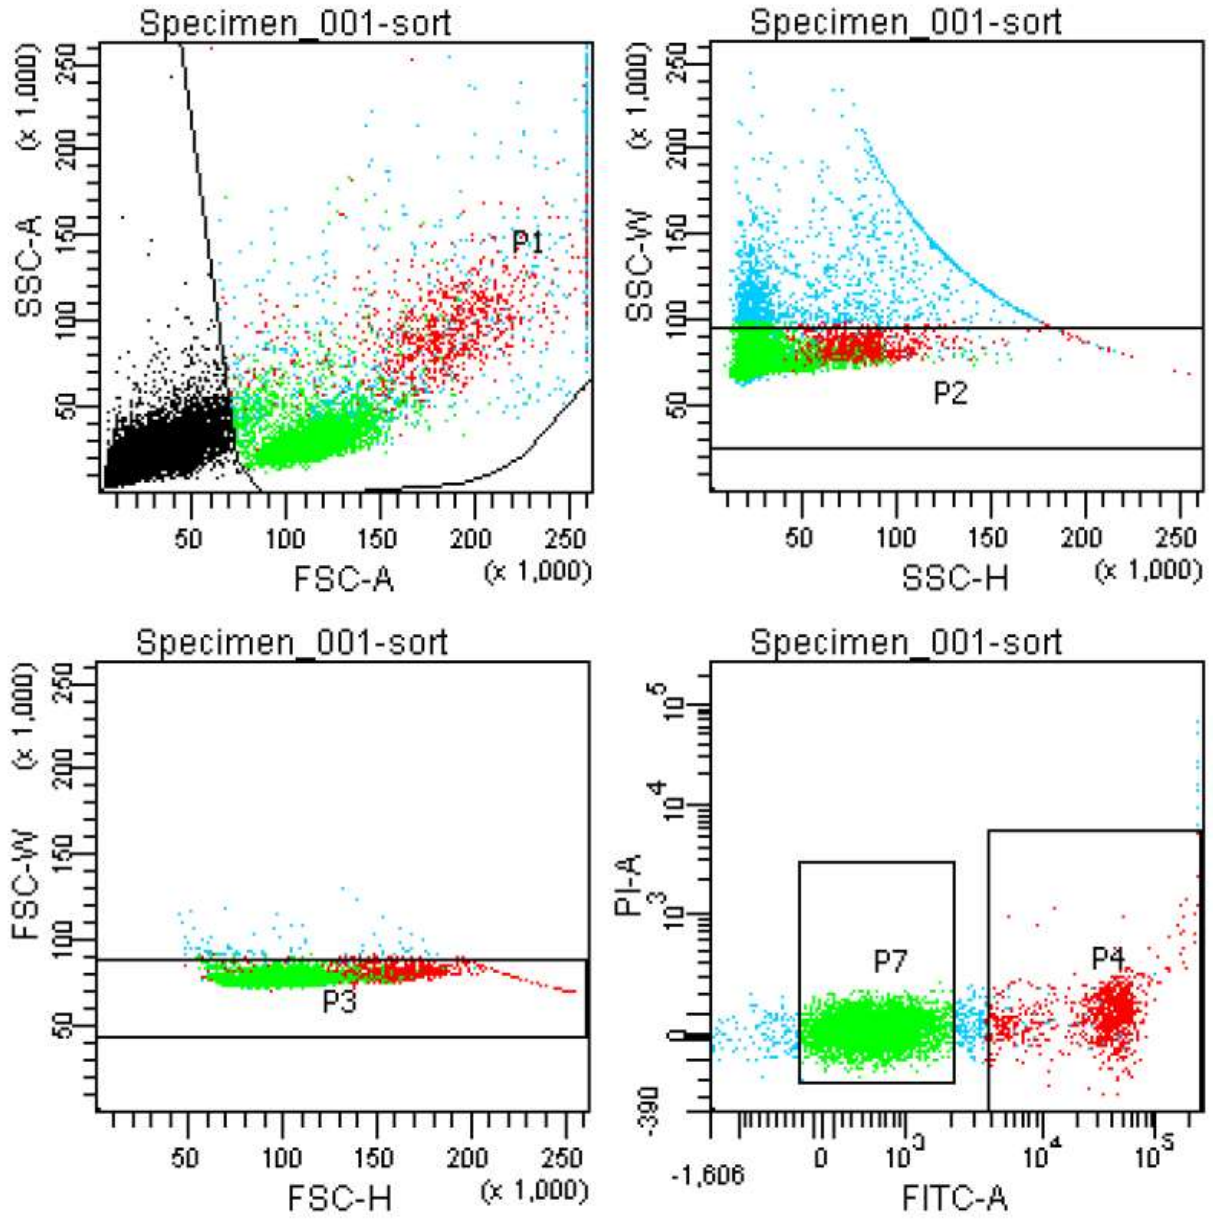 Specimen_001-sort
SSC-A (x 1,000)
50 100 150 200 250
P1
50 100 150 200 250
FSC-A (x 1,000)
Specimen_001-sort
SSC-W (x 1,000)
50 100 150 200 250
P2
50 100 150 200 250
SSC-H (x 1,000)
Specimen_001-sort
FSC-W (x 1,000)
50 100 150 200 250
P3
50 100 150 200 250
FSC-H (x 1,000)
Specimen_001-sort
PI-A
-390 0 10^3 10^4 10^5
P7
P4
-1,606 0 10^3 10^4 10^5
FITC-A